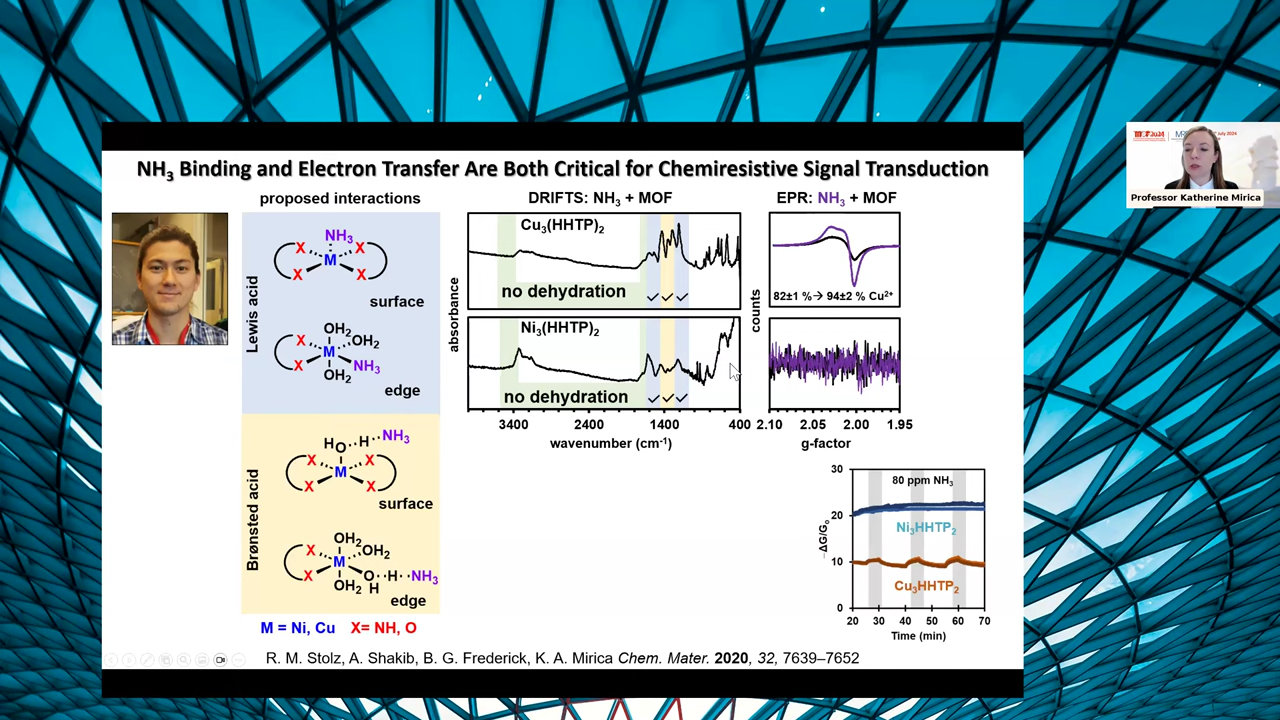 NH3 Binding and Electron Transfer Are Both Critical for Chemiresistive Signal Transduction
proposed interactions
DRIFTS: NH3 + MOF
EPR: NH3 + MOF
Lewis acid
NH3
X X
M
X X
surface
OH2
X OH2
M
X NH3
OH2
edge
Brønsted acid
H O H NH3
X X
M
X X
surface
OH2
X OH2
M
X O H NH3
OH2 H
edge
M = Ni, Cu X= NH, O
absorbance
Cu3(HHTP)2
no dehydration
Ni3(HHTP)2
no dehydration
3400 2400 1400 400
wavenumber (cm-1)
counts
82±1 %→ 94±2 % Cu2+
2.10 2.05 2.00 1.95
g-factor
-ΔG/G0
30
20
10
0
80 ppm NH3
Ni3HHTP2
Cu3HHTP2
20 30 40 50 60 70
Time (min)
R. M. Stolz, A. Shakib, B. G. Frederick, K. A. Mirica Chem. Mater. 2020, 32, 7639–7652
July 2024
Professor Katherine Mirica